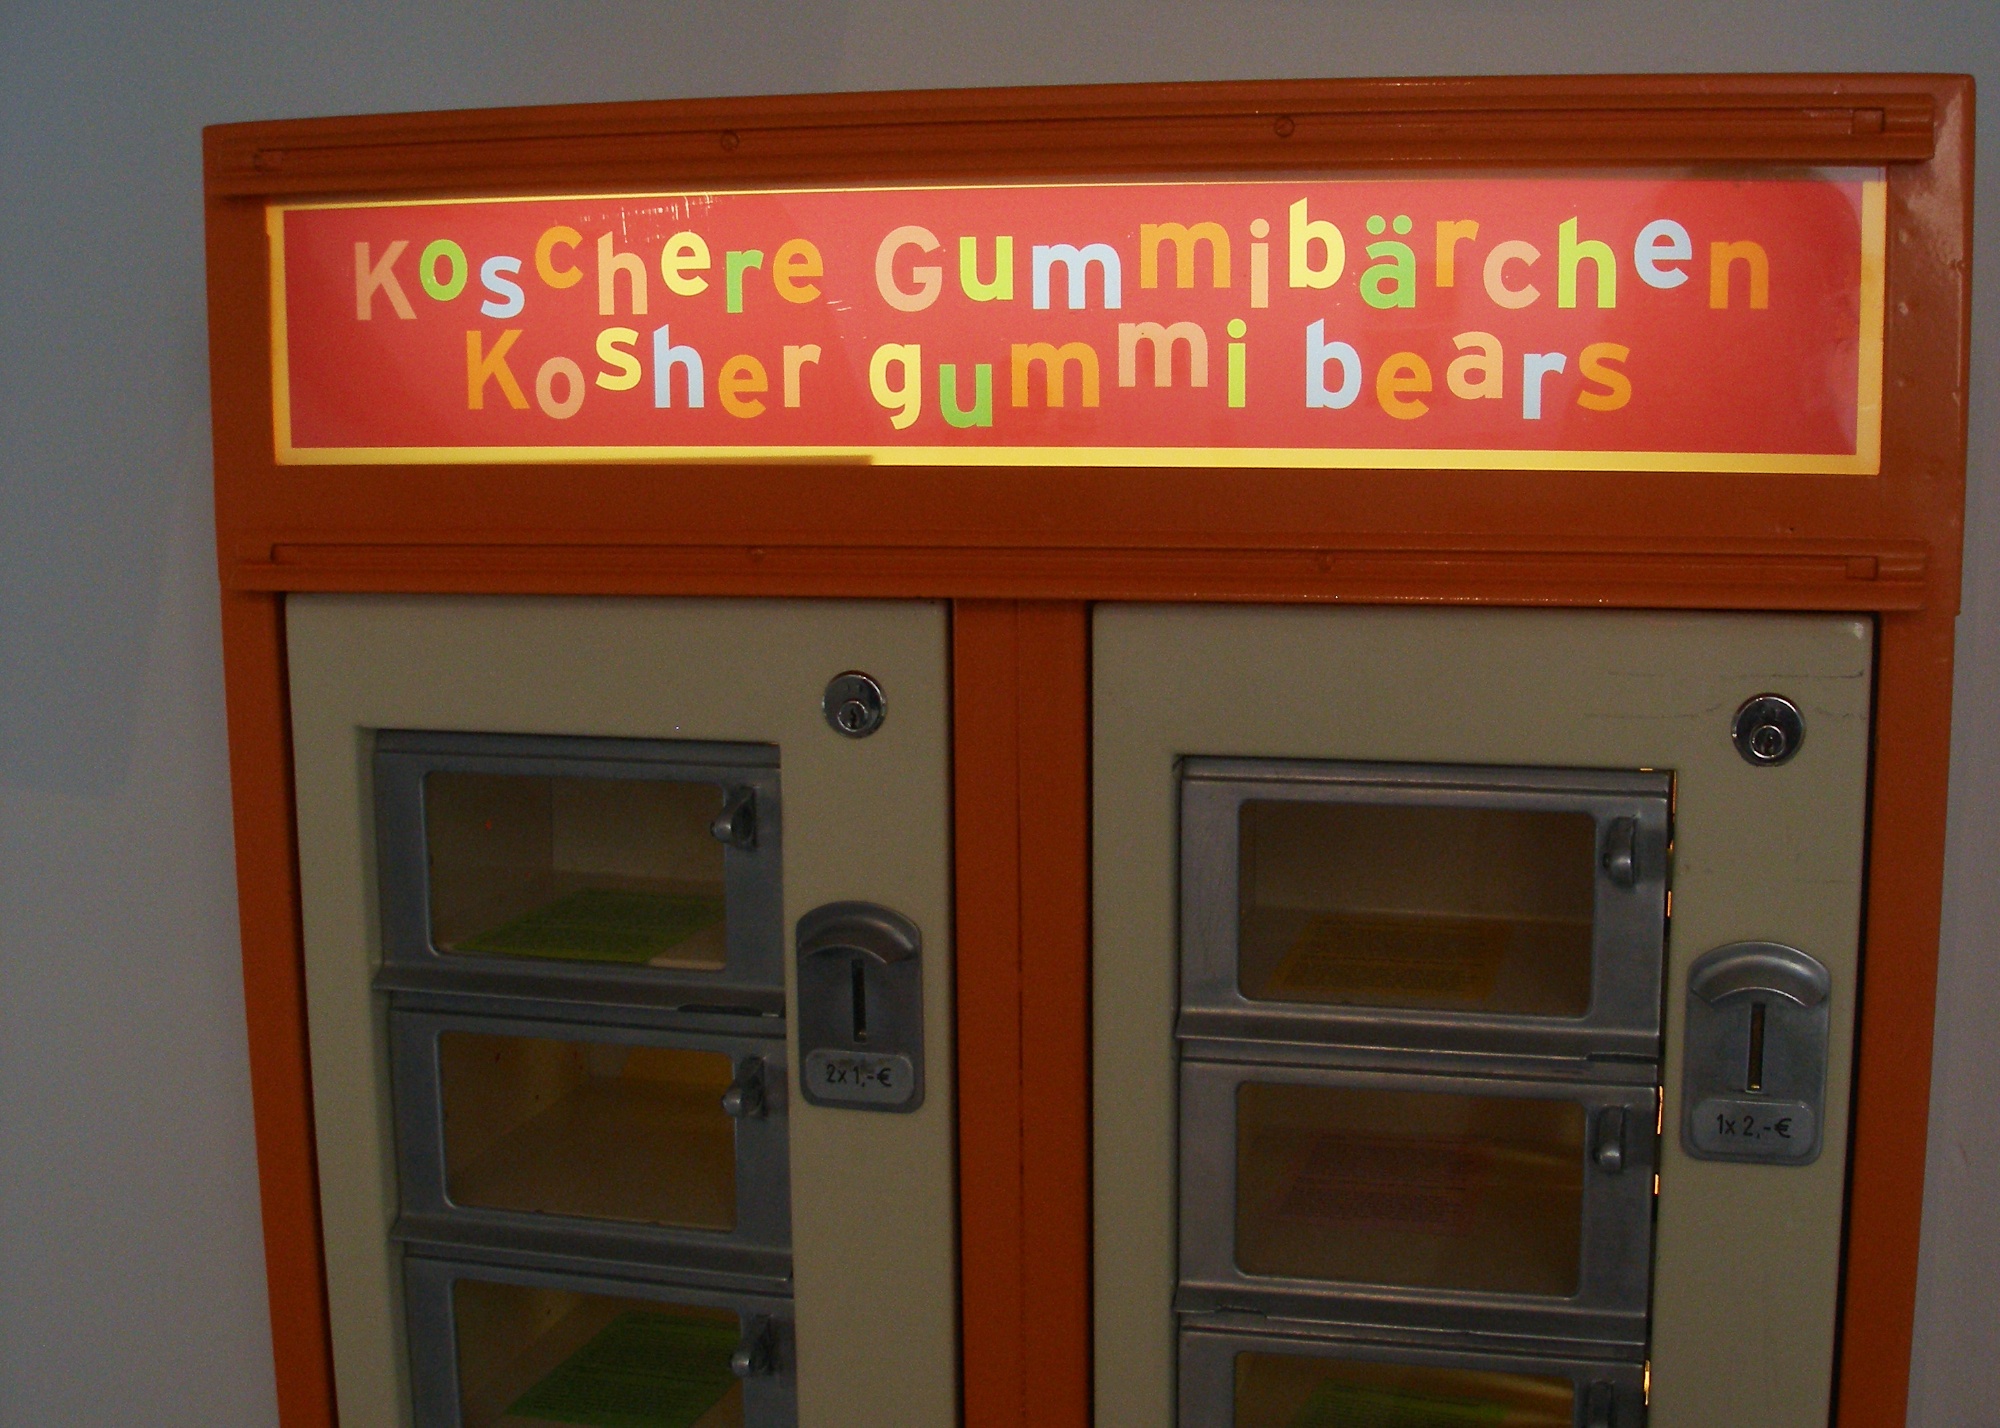 Koschere Gummibärchen
Kosher gummi bears
2x 1,-€
1x 2,-€